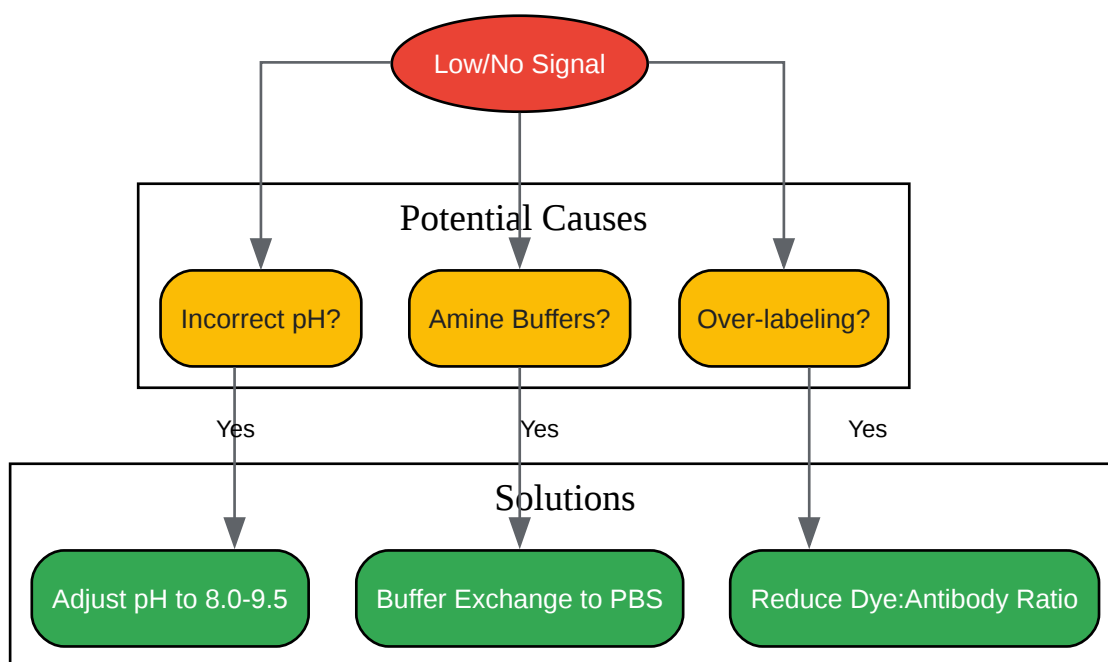 Low/No Signal
Potential Causes
Incorrect pH?
Amine Buffers?
Over-labeling?
Yes
Yes
Yes
Solutions
Adjust pH to 8.0-9.5
Buffer Exchange to PBS
Reduce Dye:Antibody Ratio